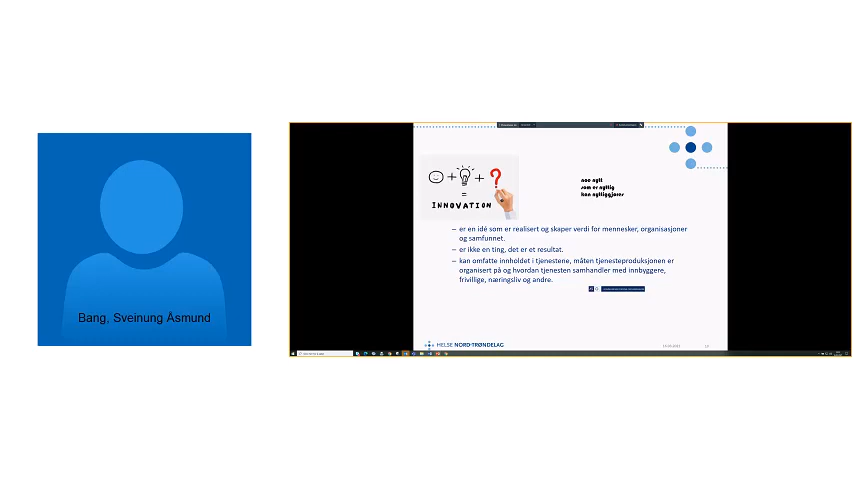 Bang, Sveinung Åsmund
INNOVATION
noe nytt
som er nyttig
kan nyttiggjøres
– er en idé som er realisert og skaper verdi for mennesker, organisasjoner
og samfunnet.
– er ikke en ting, det er et resultat.
– kan omfatte innholdet i tjenestene, måten tjenesteproduksjonen er
organisert på og hvordan tjenesten samhandler med innbyggere,
frivillige, næringsliv og andre.
HELSE NORD-TRØNDELAG